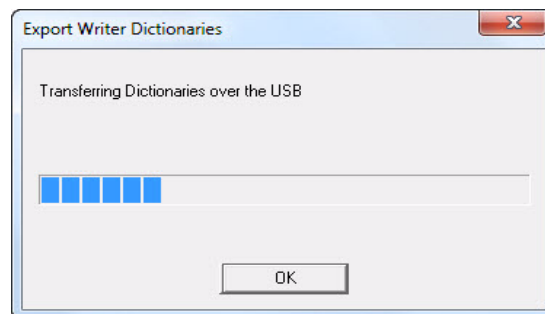 Export Writer Dictionaries
Transferring Dictionaries over the USB
OK